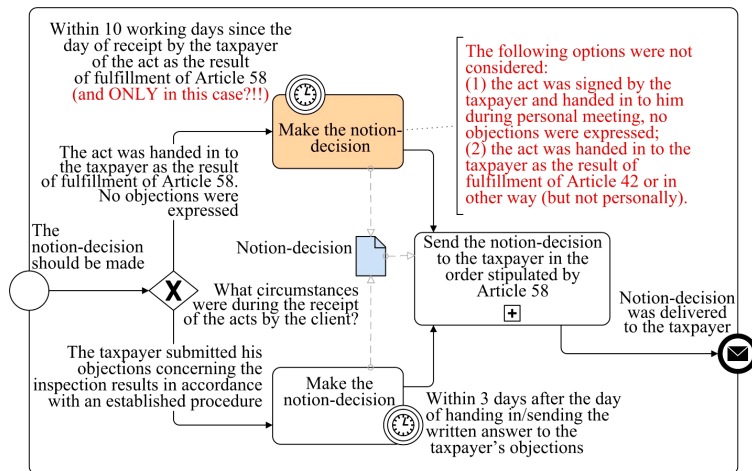 Within 10 working days since the
day of receipt by the taxpayer
of the act as the result
of fulfillment of Article 58
(and ONLY in this case?!!)
Make the notion-
decision
The following options were not
considered:
(1) the act was signed by the
taxpayer and handed in to him
during personal meeting, no
objections were expressed;
(2) the act was handed in to the
taxpayer as the result of
fulfillment of Article 42 or in
other way (but not personally).
The act was handed in to
the taxpayer as the result
of fulfillment of Article 58.
No objections were
expressed
The
notion-decision
should be made
X
Notion-decision
What circumstances
were during the receipt
of the acts by the client?
Send the notion-decision
to the taxpayer in the
order stipulated by
Article 58
+
Notion-decision
was delivered
to the taxpayer
The taxpayer submitted his
objections concerning the
inspection results in accordance
with an established procedure
Make the
notion-decision
Within 3 days after the day
of handing in/sending the
written answer to the
taxpayer's objections